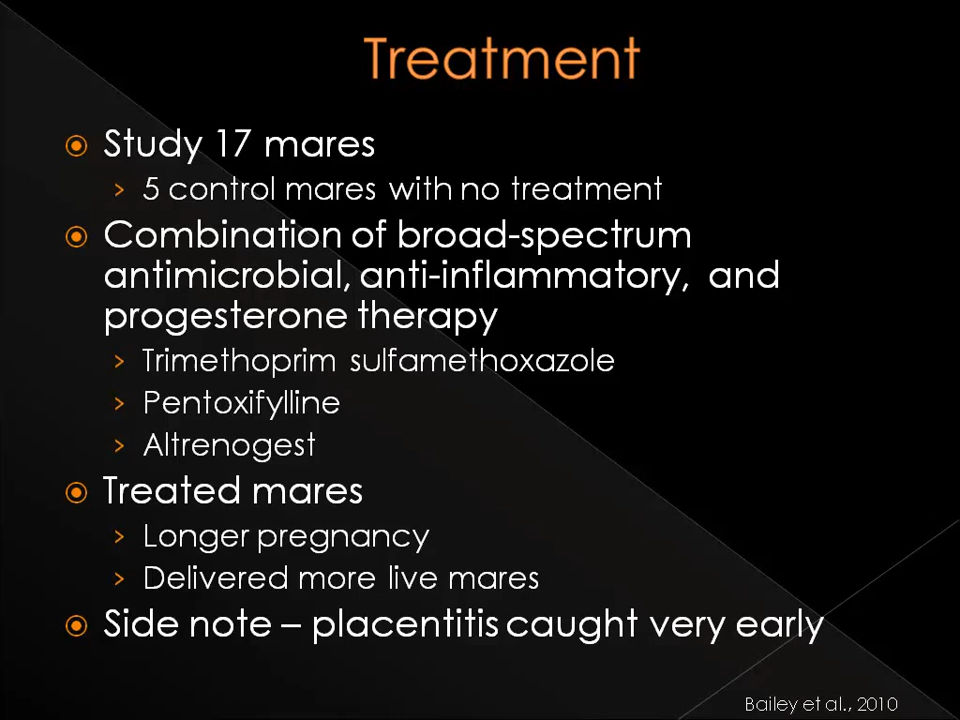 Treatment
Study 17 mares
5 control mares with no treatment
Combination of broad-spectrum
antimicrobial, anti-inflammatory, and
progesterone therapy
Trimethoprim sulfamethoxazole
Pentoxifylline
Altrenogest
Treated mares
Longer pregnancy
Delivered more live mares
Side note – placentitis caught very early
Bailey et al., 2010